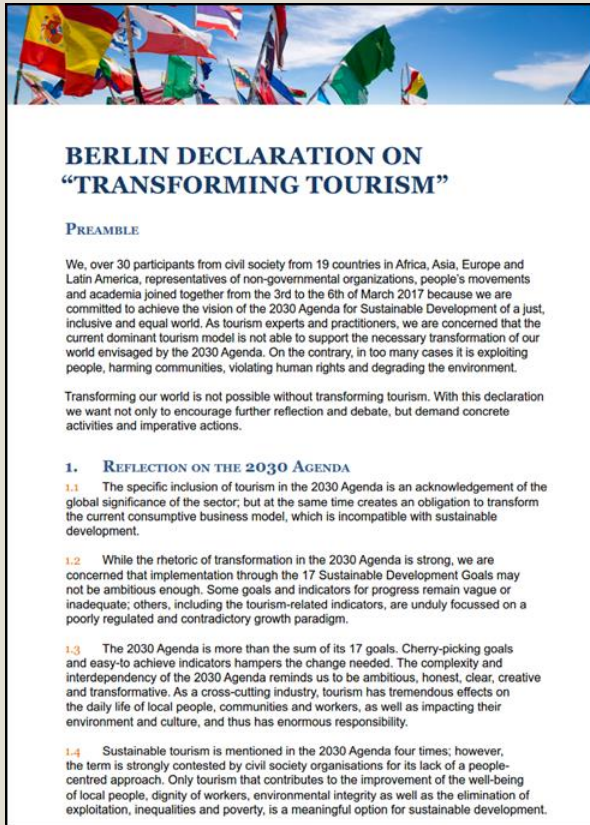 BERLIN DECLARATION ON
“TRANSFORMING TOURISM”
PREAMBLE
We, over 30 participants from civil society from 19 countries in Africa, Asia, Europe and
Latin America, representatives of non-governmental organizations, people’s movements
and academia joined together from the 3rd to the 6th of March 2017 because we are
committed to achieve the vision of the 2030 Agenda for Sustainable Development of a just,
inclusive and equal world. As tourism experts and practitioners, we are concerned that the
current dominant tourism model is not able to support the necessary transformation of our
world envisaged by the 2030 Agenda. On the contrary, in too many cases it is exploiting
people, harming communities, violating human rights and degrading the environment.
Transforming our world is not possible without transforming tourism. With this declaration
we want not only to encourage further reflection and debate, but demand concrete
activities and imperative actions.
1. REFLECTION ON THE 2030 AGENDA
1.1 The specific inclusion of tourism in the 2030 Agenda is an acknowledgement of the
global significance of the sector; but at the same time creates an obligation to transform
the current consumptive business model, which is incompatible with sustainable
development.
1.2 While the rhetoric of transformation in the 2030 Agenda is strong, we are
concerned that implementation through the 17 Sustainable Development Goals may
not be ambitious enough. Some goals and indicators for progress remain vague or
inadequate; others, including the tourism-related indicators, are unduly focussed on a
poorly regulated and contradictory growth paradigm.
1.3 The 2030 Agenda is more than the sum of its 17 goals. Cherry-picking goals
and easy-to achieve indicators hampers the change needed. The complexity and
interdependency of the 2030 Agenda reminds us to be ambitious, honest, clear, creative
and transformative. As a cross-cutting industry, tourism has tremendous effects on
the daily life of local people, communities and workers, as well as impacting their
environment and culture, and thus has enormous responsibility.
1.4 Sustainable tourism is mentioned in the 2030 Agenda four times; however,
the term is strongly contested by civil society organisations for its lack of a people-
centred approach. Only tourism that contributes to the improvement of the well-being
of local people, dignity of workers, environmental integrity as well as the elimination of
exploitation, inequalities and poverty, is a meaningful option for sustainable development.